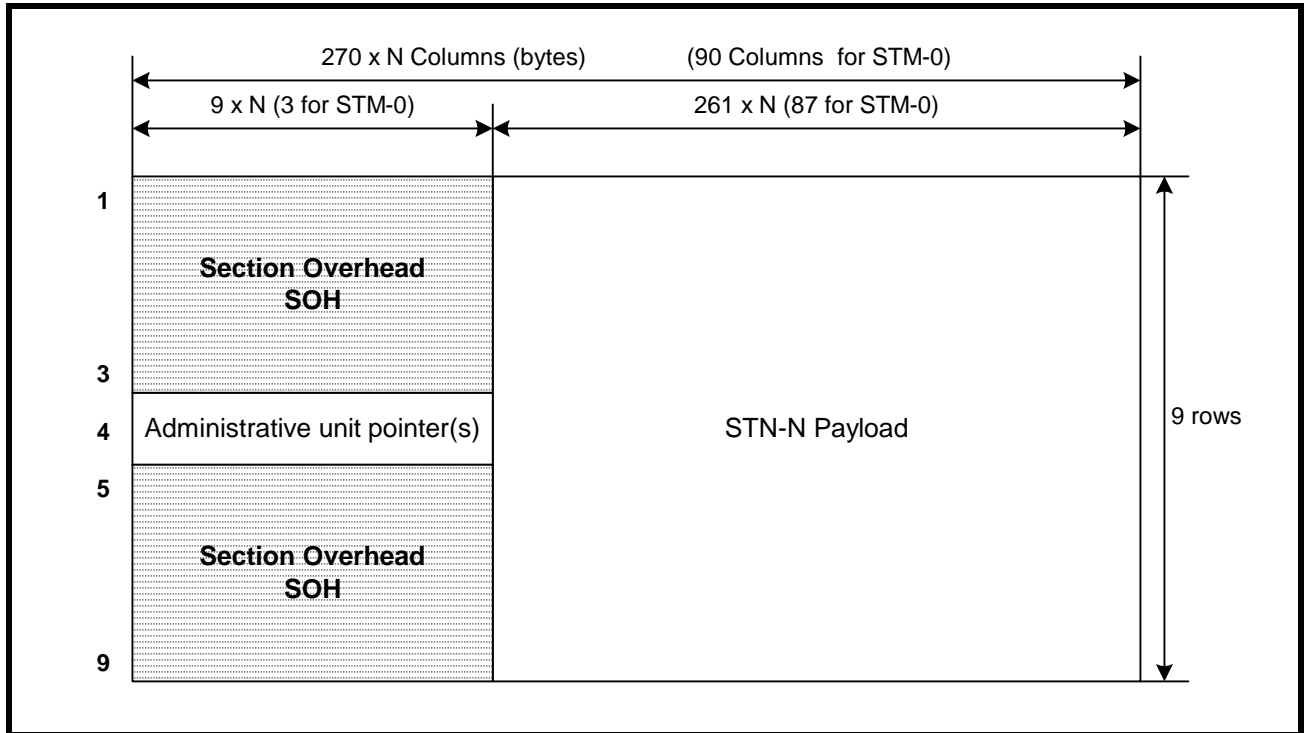 270 x N Columns (bytes) (90 Columns for STM-0)
9 x N (3 for STM-0) 261 x N (87 for STM-0)
1
Section Overhead
SOH
3
4 Administrative unit pointer(s) STN-N Payload 9 rows
5
Section Overhead
SOH
9